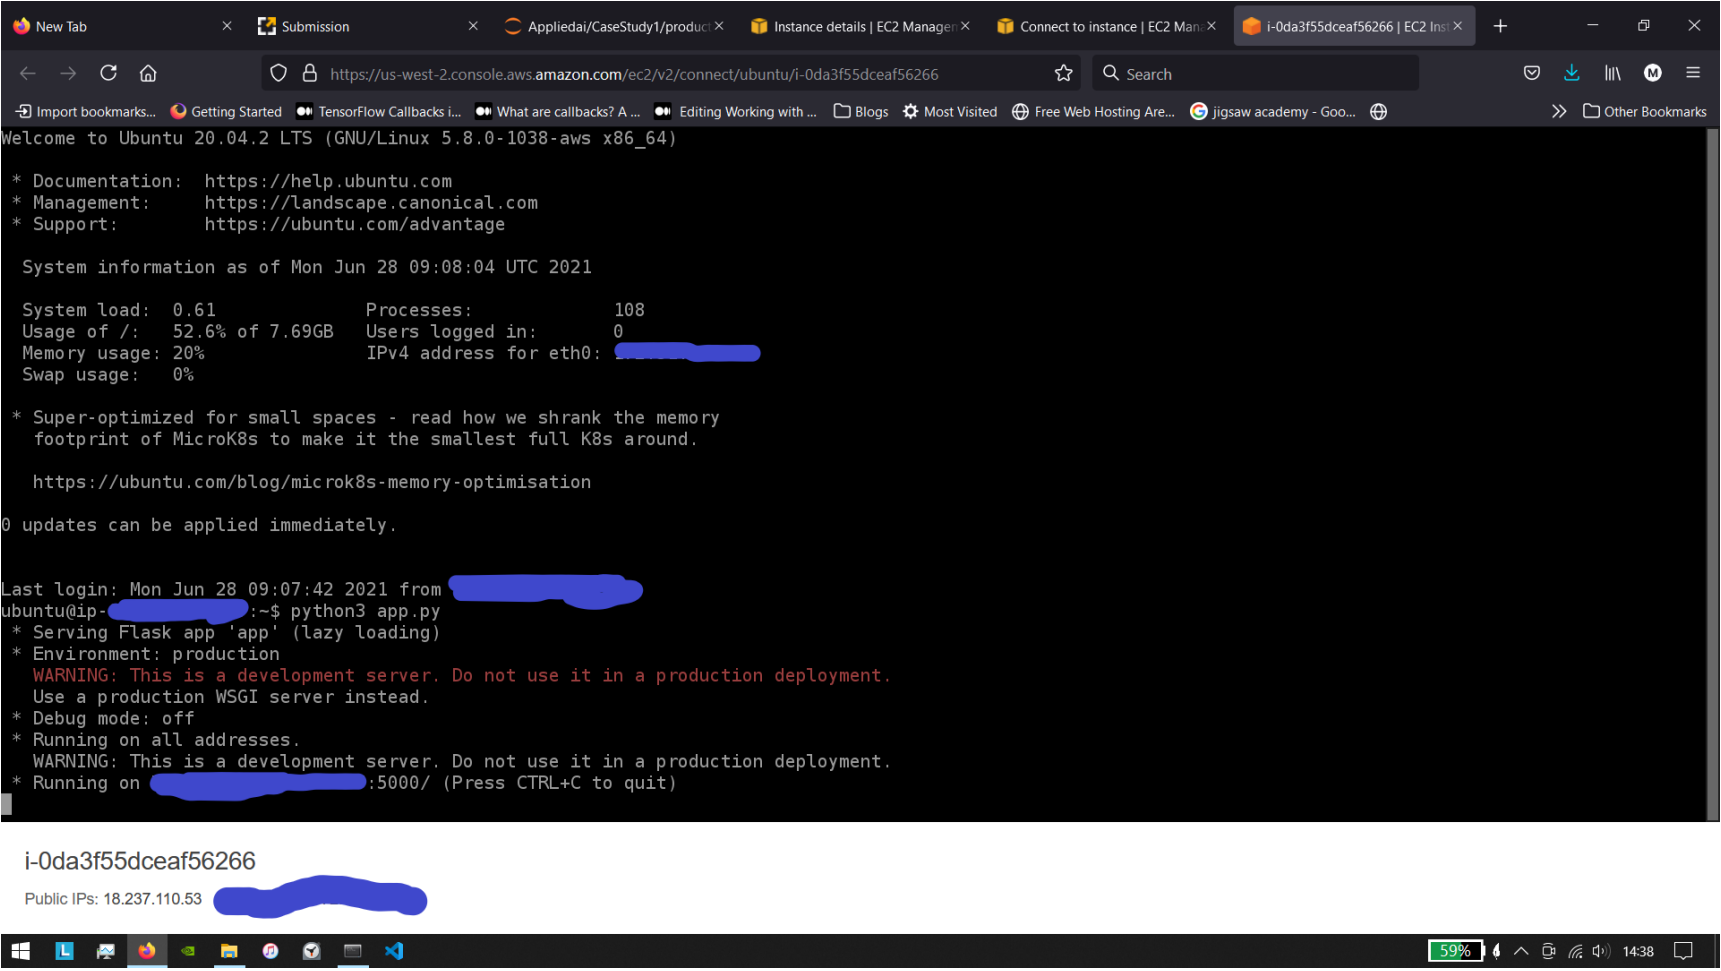 New Tab
Submission
Appliedai/CaseStudy1/product
Instance details | EC2 Managen
Connect to instance | EC2 Mana
i-0da3f55dceaf56266 | EC2 Inst
https://us-west-2.console.aws.amazon.com/ec2/v2/connect/ubuntu/i-0da3f55dceaf56266
Search
M
Import bookmarks...
Getting Started
TensorFlow Callbacks i...
What are callbacks? A ...
Editing Working with ...
Blogs
Most Visited
Free Web Hosting Are...
jigsaw academy - Goo...
Other Bookmarks
Welcome to Ubuntu 20.04.2 LTS (GNU/Linux 5.8.0-1038-aws x86_64)
* Documentation: https://help.ubuntu.com
* Management: https://landscape.canonical.com
* Support: https://ubuntu.com/advantage
System information as of Mon Jun 28 09:08:04 UTC 2021
System load: 0.61 Processes: 108
Usage of /: 52.6% of 7.69GB Users logged in: 0
Memory usage: 20% IPv4 address for eth0:
Swap usage: 0%
* Super-optimized for small spaces - read how we shrank the memory
footprint of MicroK8s to make it the smallest full K8s around.
https://ubuntu.com/blog/microk8s-memory-optimisation
0 updates can be applied immediately.
Last login: Mon Jun 28 09:07:42 2021 from
ubuntu@ip- :~$ python3 app.py
* Serving Flask app 'app' (lazy loading)
* Environment: production
WARNING: This is a development server. Do not use it in a production deployment.
Use a production WSGI server instead.
* Debug mode: off
* Running on all addresses.
WARNING: This is a development server. Do not use it in a production deployment.
* Running on :5000/ (Press CTRL+C to quit)
i-0da3f55dceaf56266
Public IPs: 18.237.110.53
L
59%
14:38